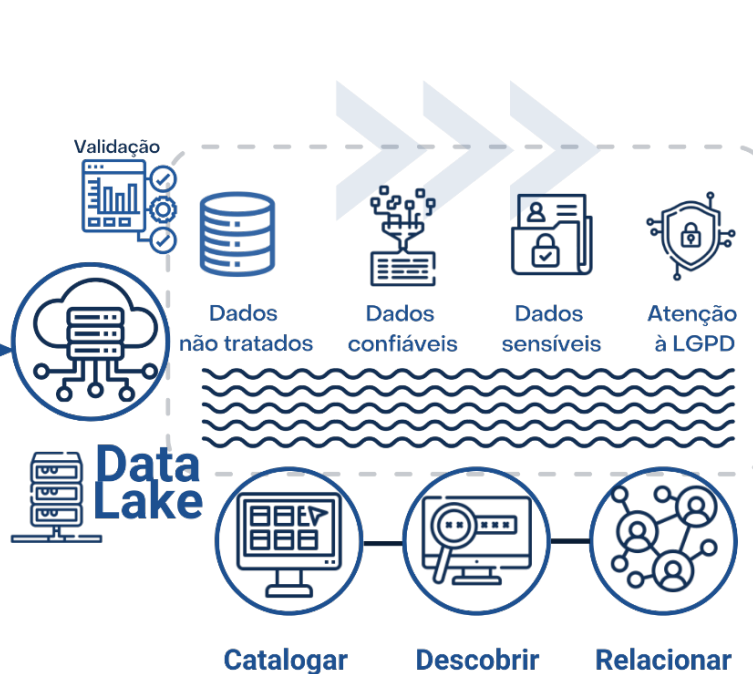 Validação
Dados
não tratados
Dados
confiáveis
Dados
sensíveis
Atenção
à LGPD
Data
Lake
Catalogar
Descobrir
Relacionar